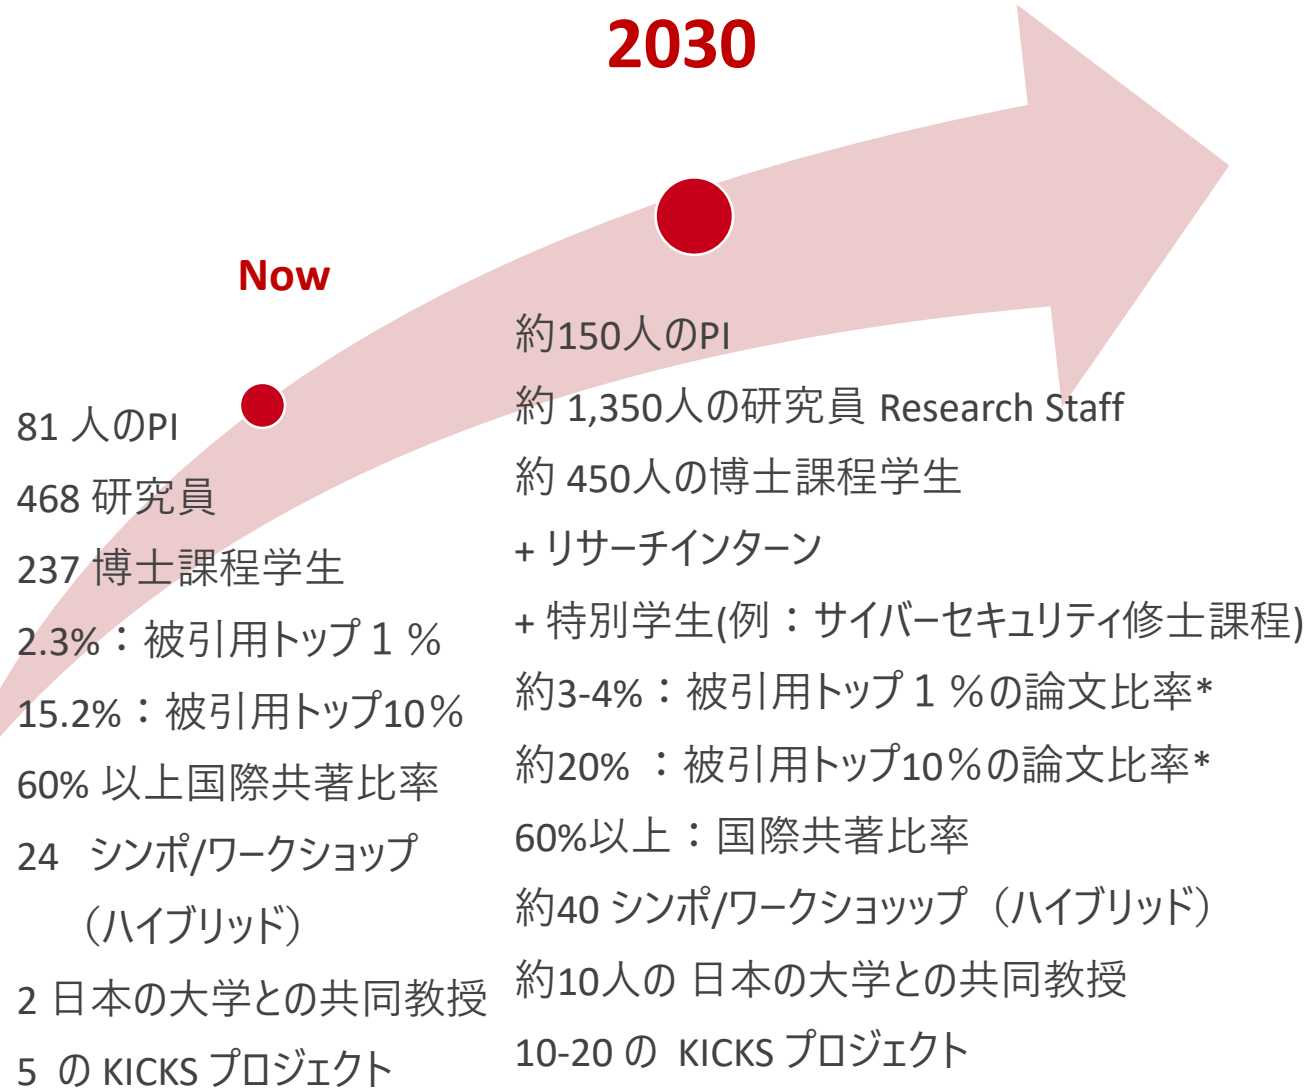 2030
Now
81 人のPI
468 研究員
237 博士課程学生
2.3%：被引用トップ１％
15.2%：被引用トップ10％
60% 以上国際共著比率
24 シンポ/ワークショップ
（ハイブリッド）
2 日本の大学との共同教授
5 の KICKS プロジェクト
約150人のPI
約 1,350人の研究員 Research Staff
約 450人の博士課程学生
+ リサーチインターン
+ 特別学生(例：サイバーセキュリティ修士課程)
約3-4%：被引用トップ１％の論文比率*
約20% ：被引用トップ10％の論文比率*
60%以上：国際共著比率
約40 シンポ/ワークショッップ（ハイブリッド）
約10人の 日本の大学との共同教授
10-20 の KICKS プロジェクト